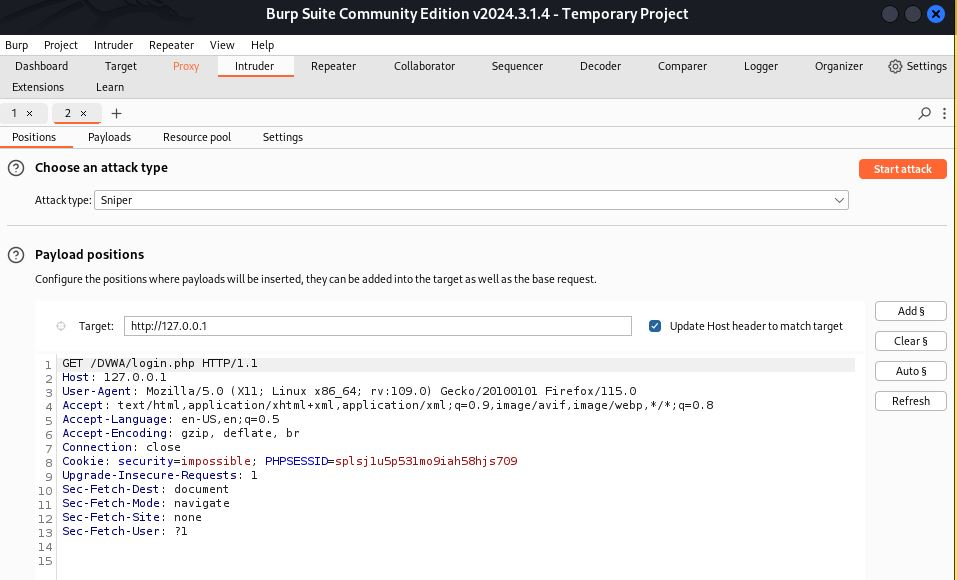 Burp Suite Community Edition v2024.3.1.4 - Temporary Project
Burp Project Intruder Repeater View Help
Dashboard Target Proxy Intruder Repeater Collaborator Sequencer Decoder Comparer Logger Organizer Settings
Extensions Learn
1 × 2 × +
Positions Payloads Resource pool Settings
? Choose an attack type Start attack
Attack type: Sniper
? Payload positions
Configure the positions where payloads will be inserted, they can be added into the target as well as the base request.
Add §
Target: http://127.0.0.1 Update Host header to match target
Clear §
Auto §
Refresh
1 GET /DVWA/login.php HTTP/1.1
2 Host: 127.0.0.1
3 User-Agent: Mozilla/5.0 (X11; Linux x86_64; rv:109.0) Gecko/20100101 Firefox/115.0
4 Accept: text/html,application/xhtml+xml,application/xml;q=0.9,image/avif,image/webp,*/*;q=0.8
5 Accept-Language: en-US,en;q=0.5
6 Accept-Encoding: gzip, deflate, br
7 Connection: close
8 Cookie: security=impossible; PHPSESSID=splsj1u5p531mo9iah58hjs709
9 Upgrade-Insecure-Requests: 1
10 Sec-Fetch-Dest: document
11 Sec-Fetch-Mode: navigate
12 Sec-Fetch-Site: none
13 Sec-Fetch-User: ?1
14
15